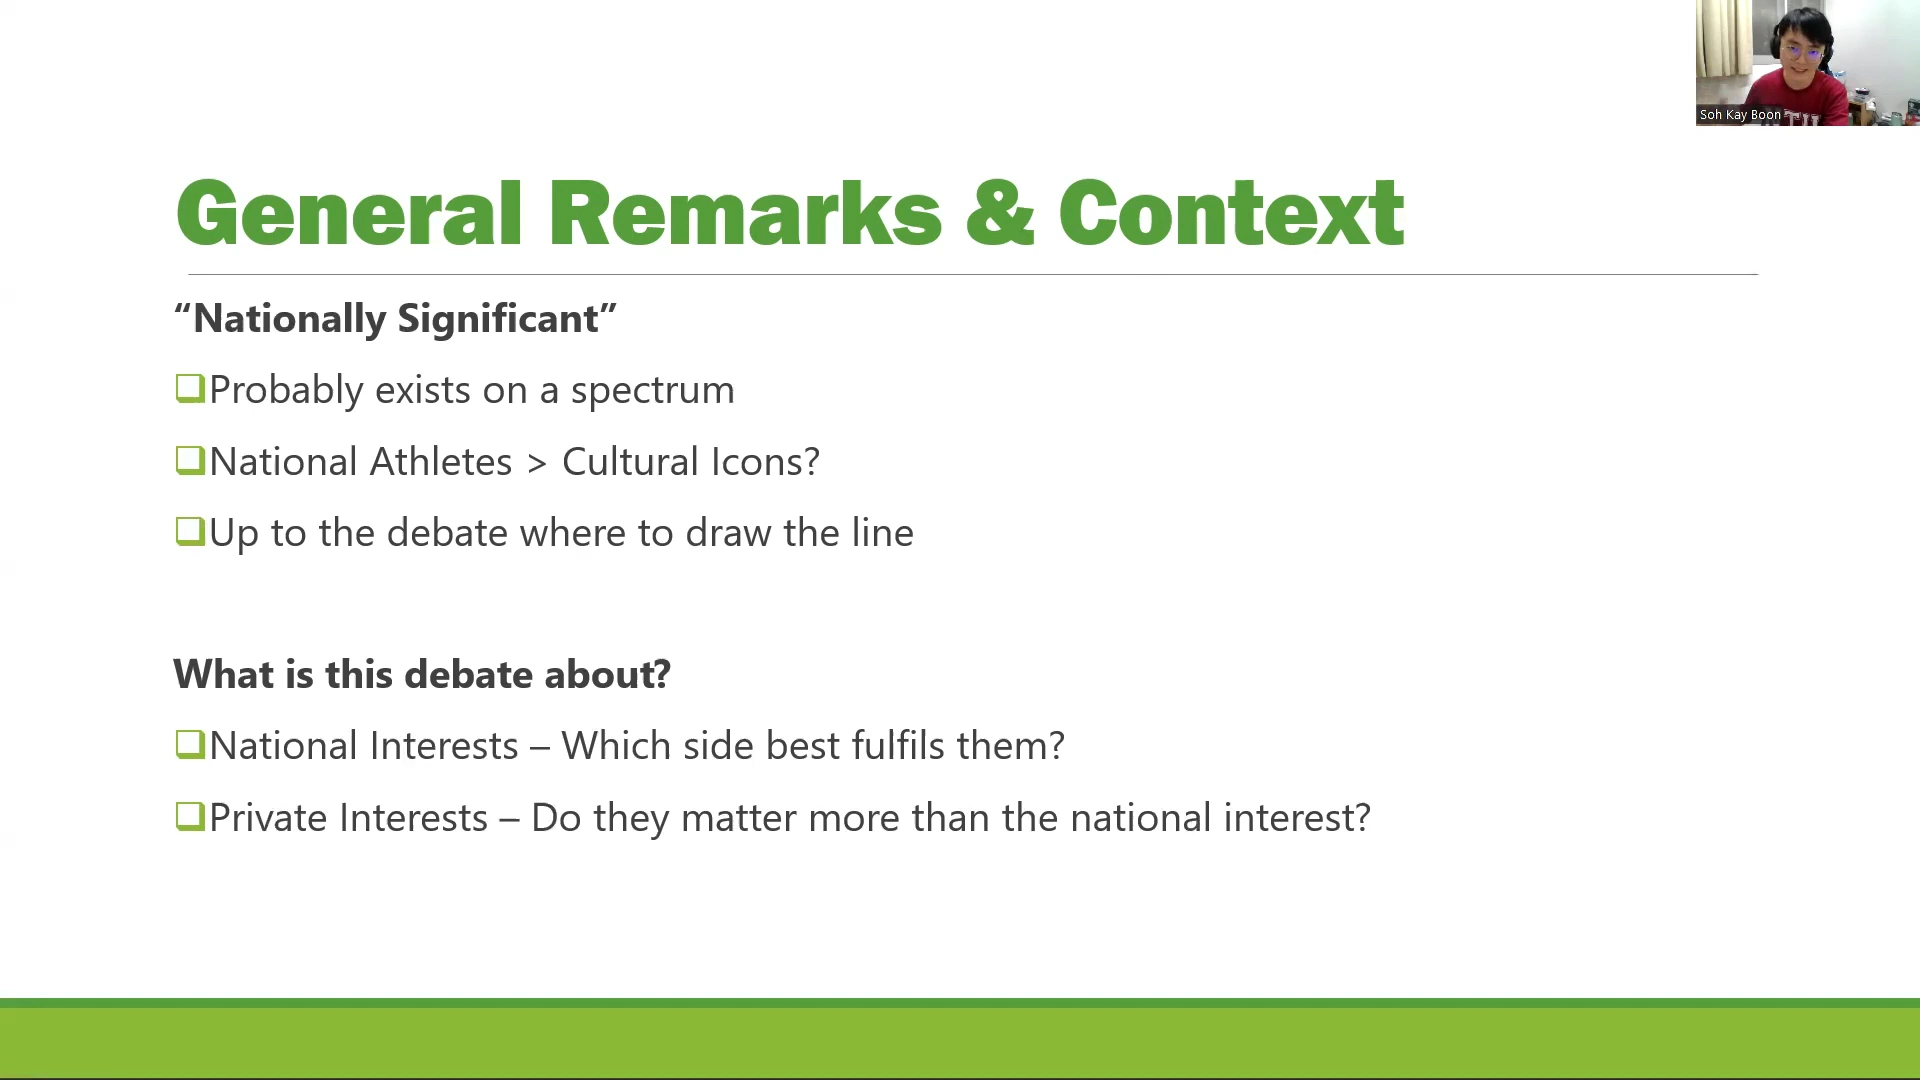 Soh Kay Boon
General Remarks & Context
“Nationally Significant”
Probably exists on a spectrum
National Athletes > Cultural Icons?
Up to the debate where to draw the line
What is this debate about?
National Interests – Which side best fulfils them?
Private Interests – Do they matter more than the national interest?